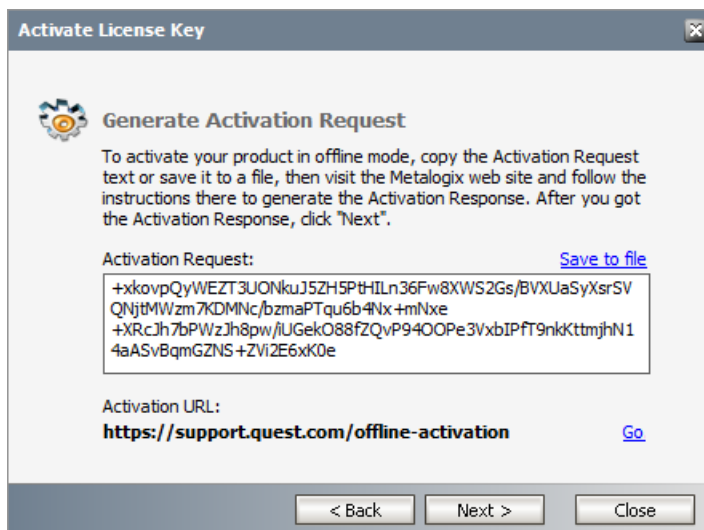 Activate License Key
Generate Activation Request
To activate your product in offline mode, copy the Activation Request
text or save it to a file, then visit the Metalogix web site and follow the
instructions there to generate the Activation Response. After you got
the Activation Response, click "Next".
Activation Request:
Save to file
+xkovpQyWEZT3UONkuJ5ZH5PtHILn36Fw8XWS2Gs/BVXUaSyXsrSV
QNjtMWzm7KDMNc/bzmaPTqu6b4Nx+mNxe
+XRcJh7bPWzJh8pw/iUGekO88fZQvP94OOPe3VxbIPfT9nkKttmjhN1
4aASvBqmGZNS+ZVi2E6xK0e
Activation URL:
https://support.quest.com/offline-activation
Go
< Back
Next >
Close